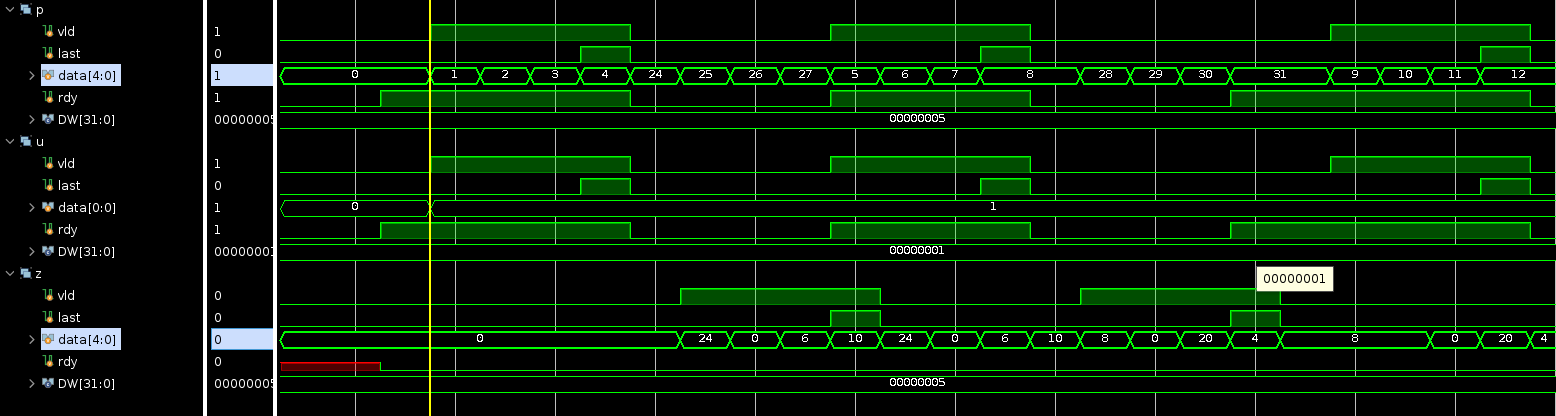 p
vld 1
last 0
data[4:0] 1 0 1 2 3 4 24 25 26 27 5 6 7 8 28 29 30 31 9 10 11 12
rdy 1
DW[31:0] 00000005 00000005
u
vld 1
last 0
data[0:0] 1 0 1
rdy 1
DW[31:0] 00000001 00000001
z
00000001
vld 0
last 0
data[4:0] 0 0 24 0 6 10 24 0 6 10 8 0 20 4 8 0 20 4
rdy 0
DW[31:0] 00000005 00000005